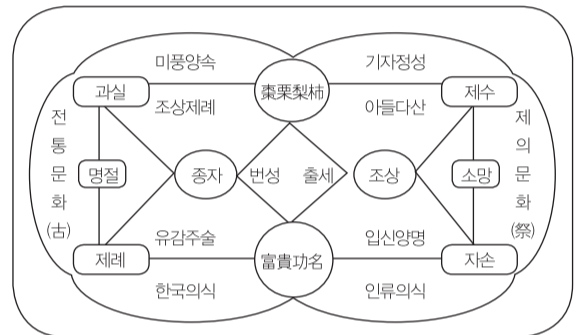 미풍양속 기자정성
과실 棗栗梨柿 제수
조상제례 아들다산
전통문화(古) 제의문화(祭)
명절 종자 번성 출세 조상 소망
유감주술 입신양명
제례 富貴功名 자손
한국의식 인류의식